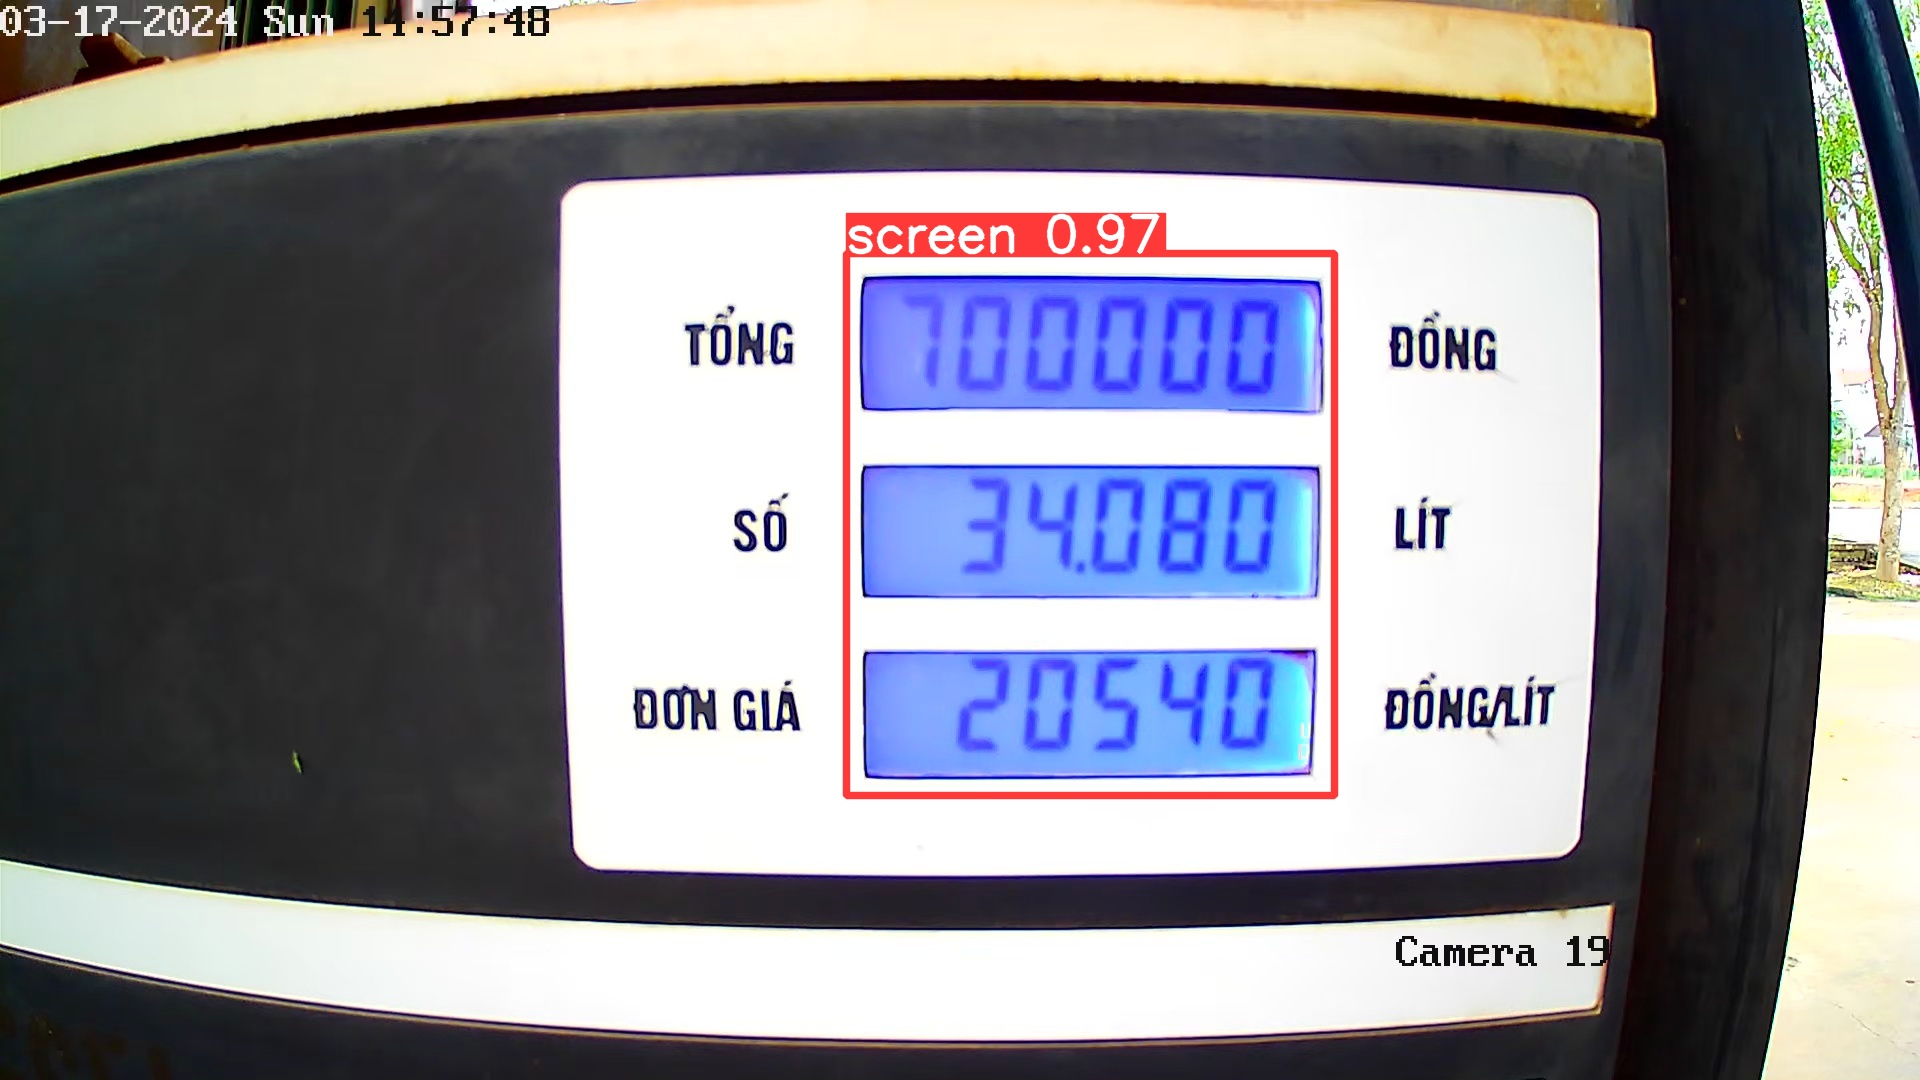 03-17-2024 Sun 14:57:48
screen 0.97
TỔNG 700000 ĐỒNG
SỐ 34.080 LÍT
ĐƠN GIÁ 20540 ĐỒNG/LÍT
Camera 19